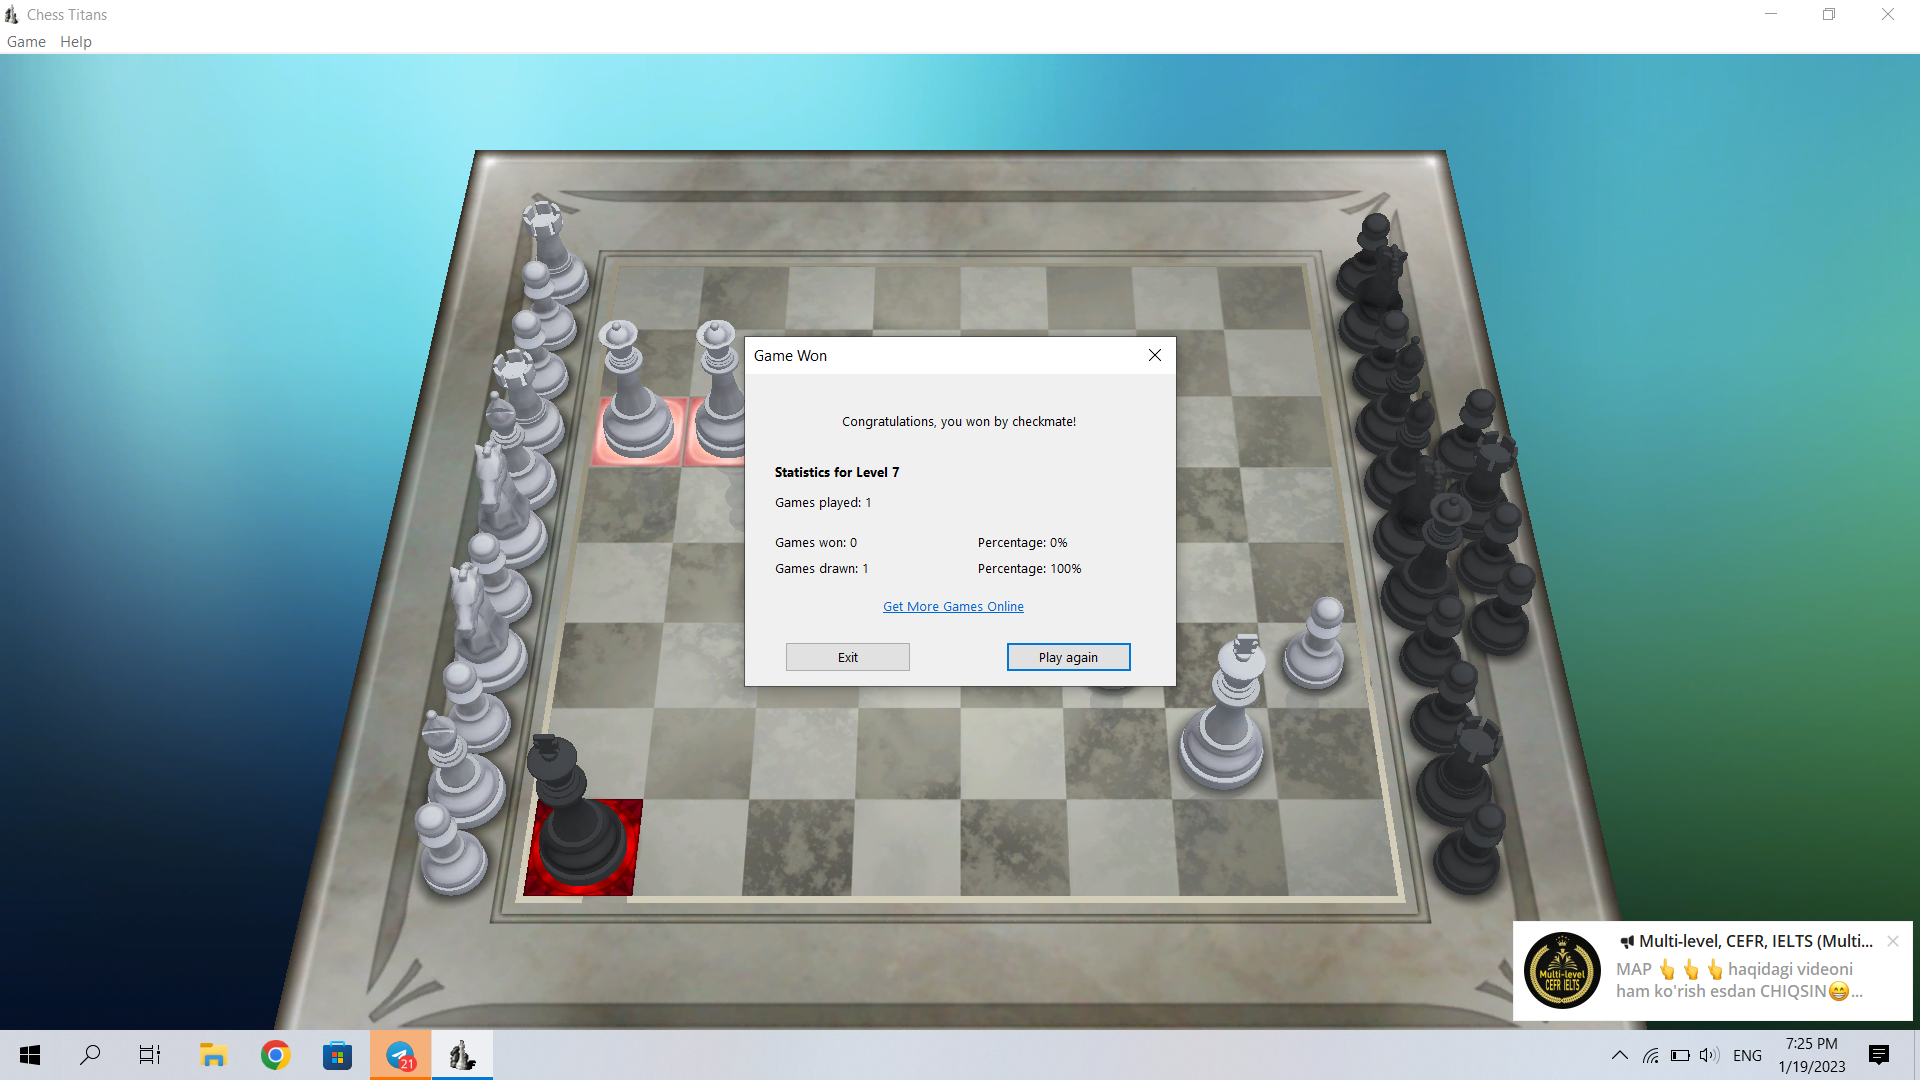 Chess Titans
Game Help
Game Won
Congratulations, you won by checkmate!
Statistics for Level 7
Games played: 1
Games won: 0 Percentage: 0%
Games drawn: 1 Percentage: 100%
Get More Games Online
Exit Play again
Multi-level, CEFR, IELTS (Multi...
MAP 👆 👆 👆 haqidagi videoni
ham ko'rish esdan CHIQSIN😁...
Multi-level
CEFR IELTS
21
ENG
7:25 PM
1/19/2023